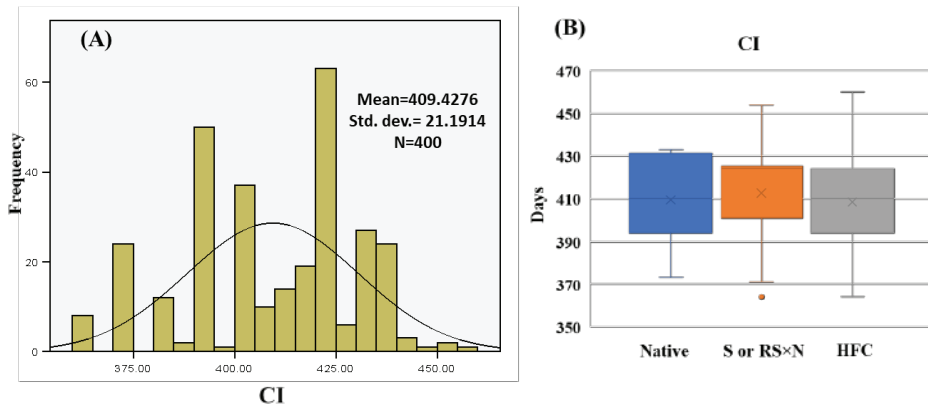 (A)
Mean=409.4276
Std. dev.= 21.1914
N=400
Frequency
60
40
20
0
375.00 400.00 425.00 450.00
CI
(B)
CI
Days
470
450
430
410
390
370
350
Native S or RS×N HFC